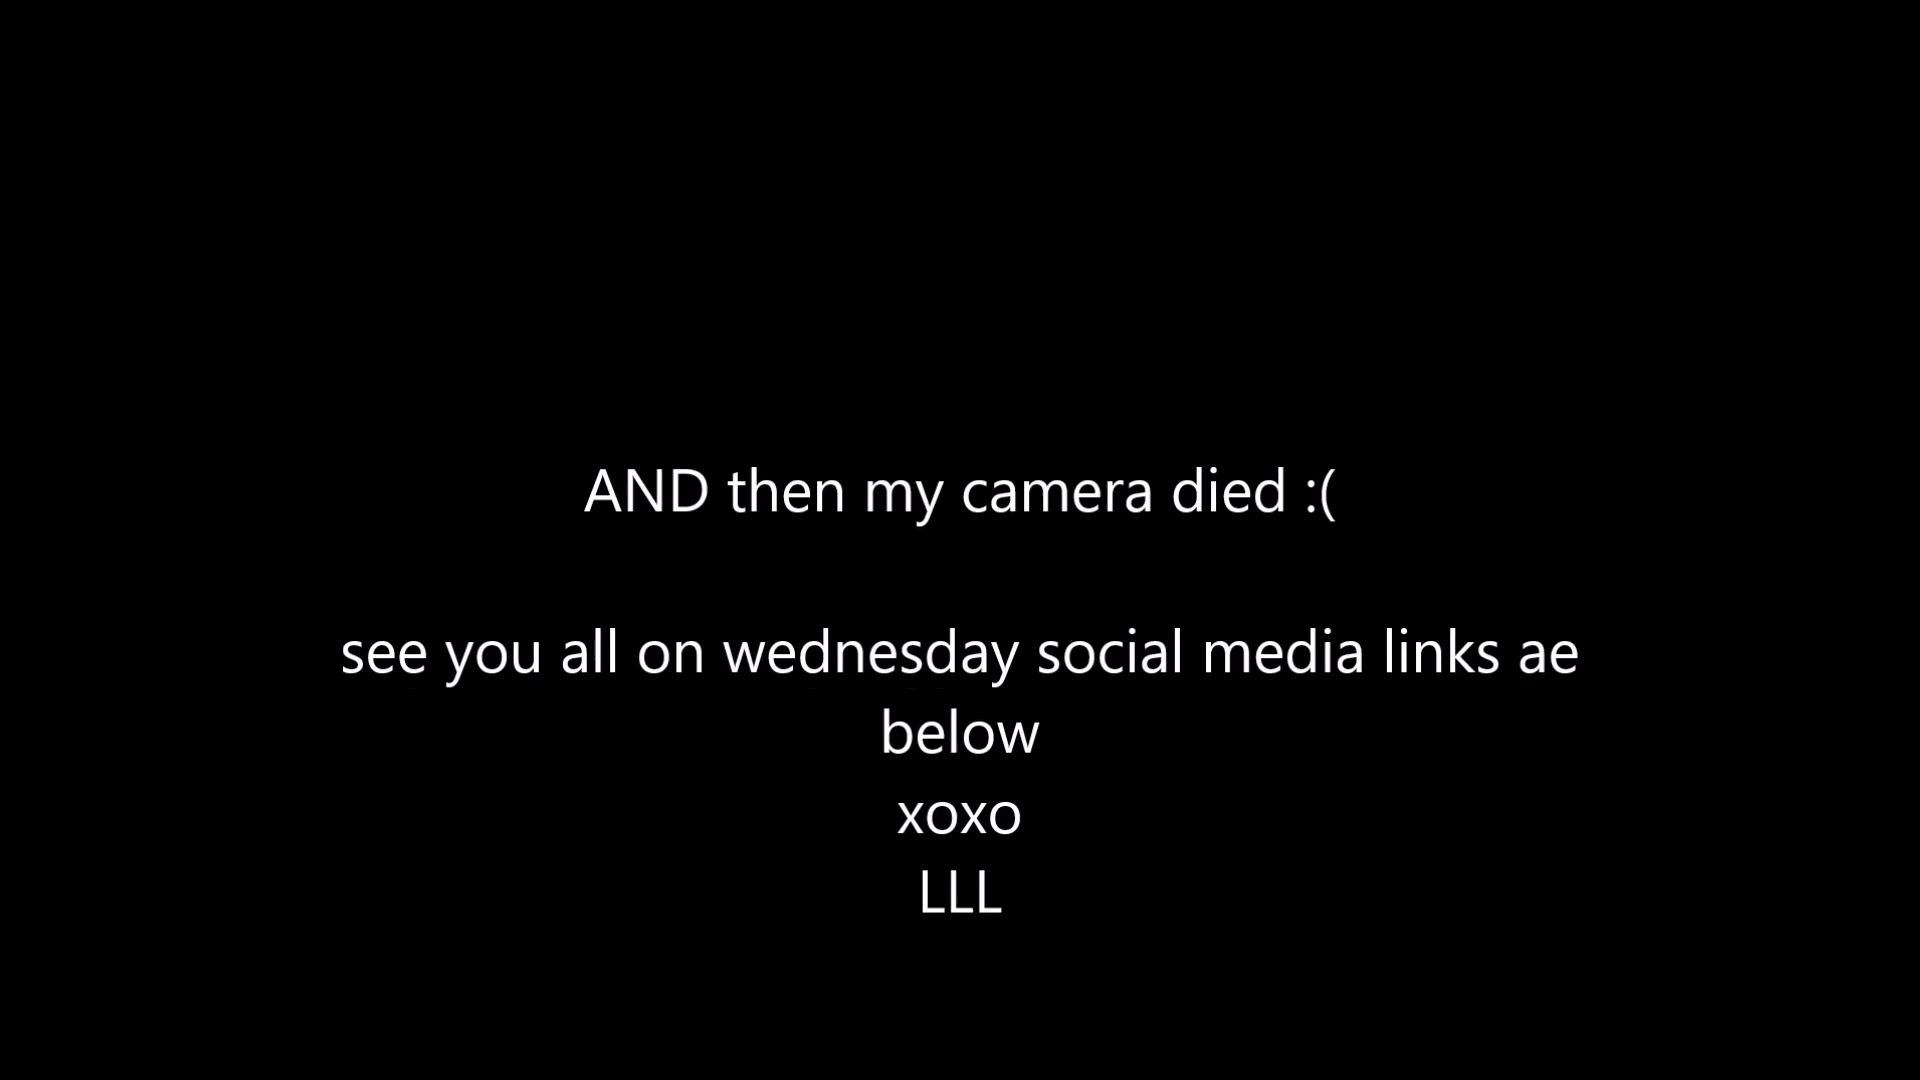 AND then my camera died :(
see you all on wednesday social media links ae
below
xoxo
LLL